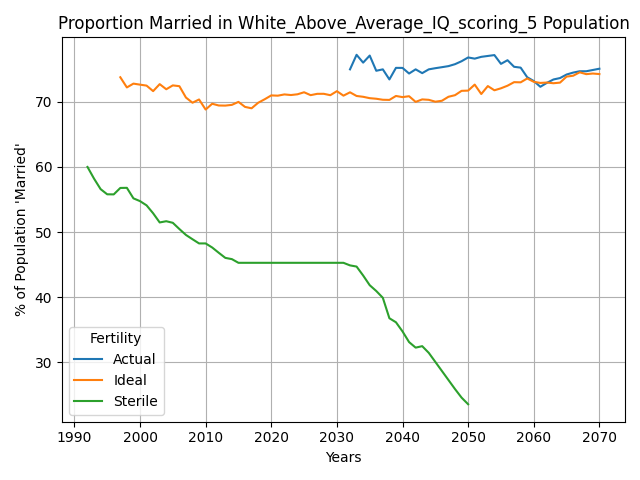 Proportion Married in White_Above_Average_IQ_scoring_5 Population
% of Population 'Married'
70
60
50
40
30
Fertility
Actual
Ideal
Sterile
1990 2000 2010 2020 2030 2040 2050 2060 2070
Years